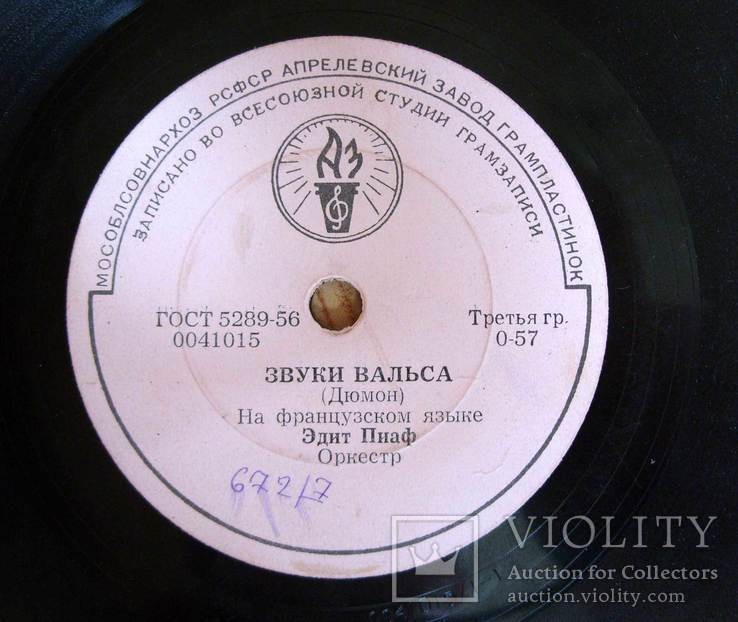 МОСОБЛСОВНАРХОЗ РСФСР АПРЕЛЕВСКИЙ ЗАВОД ГРАМПЛАСТИНОК
ЗАПИСАНО ВО ВСЕСОЮЗНОЙ СТУДИИ ГРАМЗАПИСИ
АЗ
ГОСТ 5289-56
0041015
Третья гр.
0-57
ЗВУКИ ВАЛЬСА
(Дюмон)
На французском языке
Эдит Пиаф
Оркестр
672/7
VIOLITY
Auction for Collectors
auction.violity.com